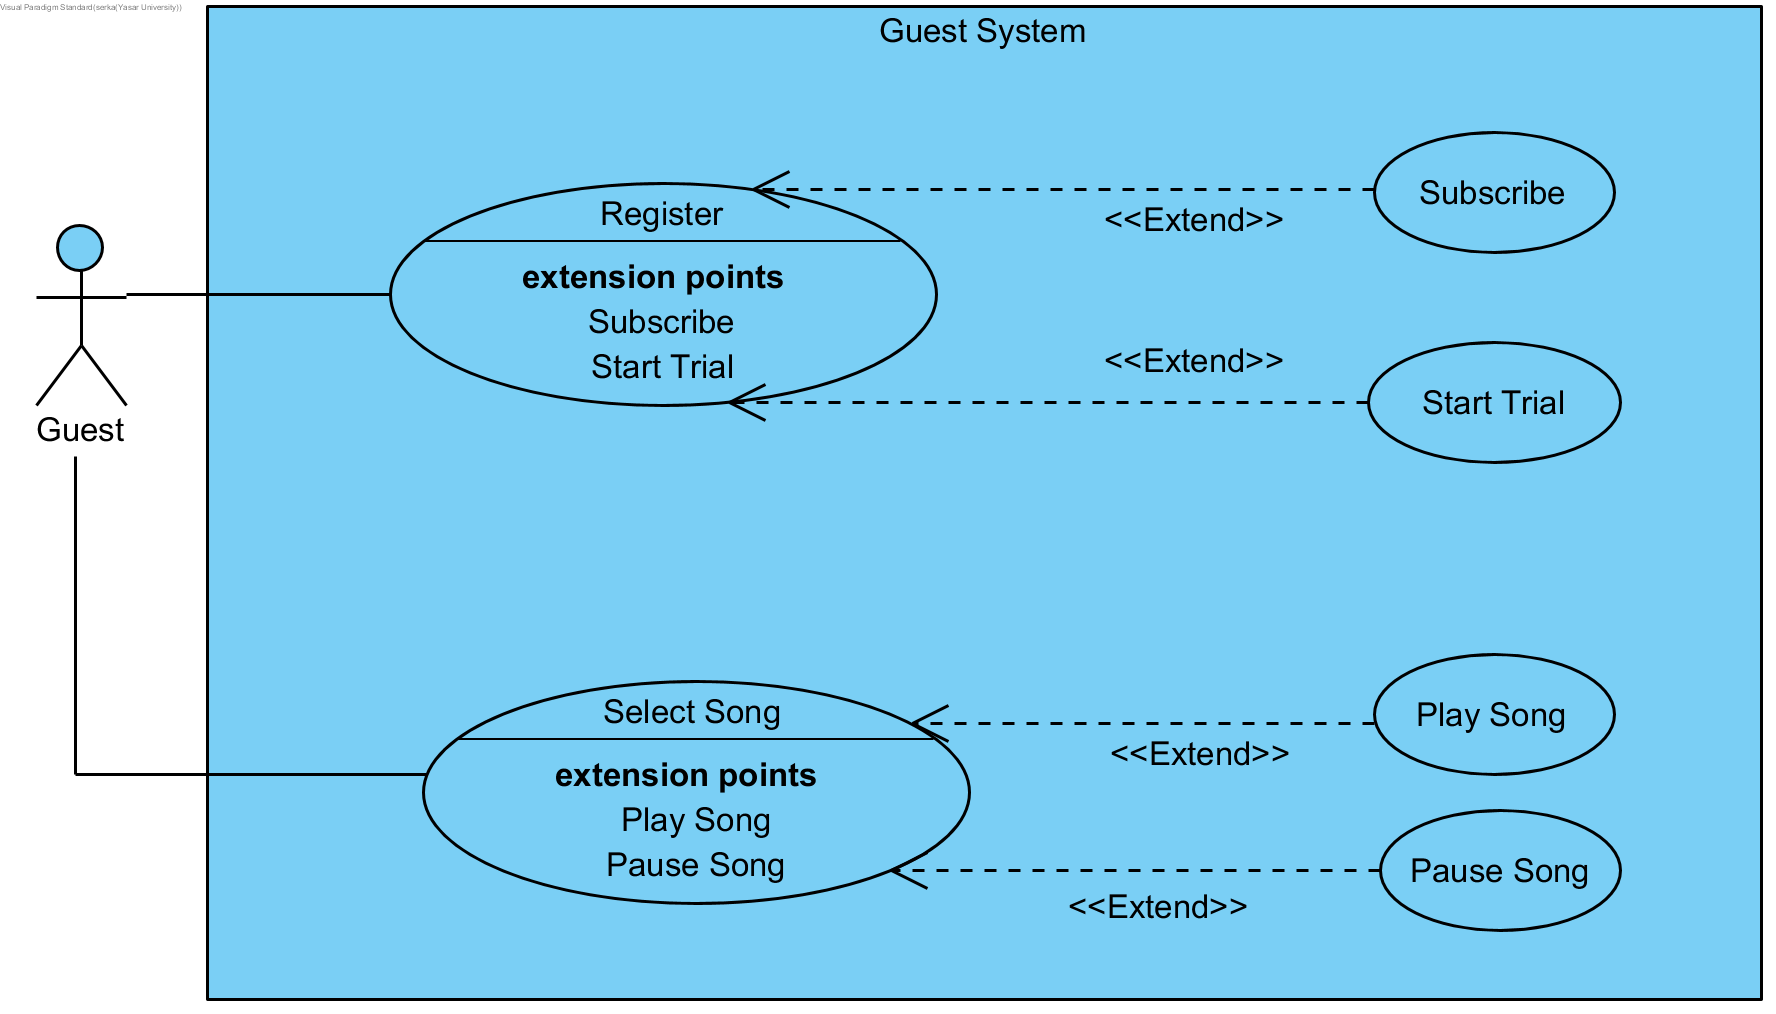 Visual Paradigm Standard(serka(Yasar University))
Guest System
Register
extension points
Subscribe
Start Trial
<<Extend>>
Subscribe
<<Extend>>
Start Trial
Guest
Select Song
extension points
Play Song
Pause Song
<<Extend>>
Play Song
<<Extend>>
Pause Song